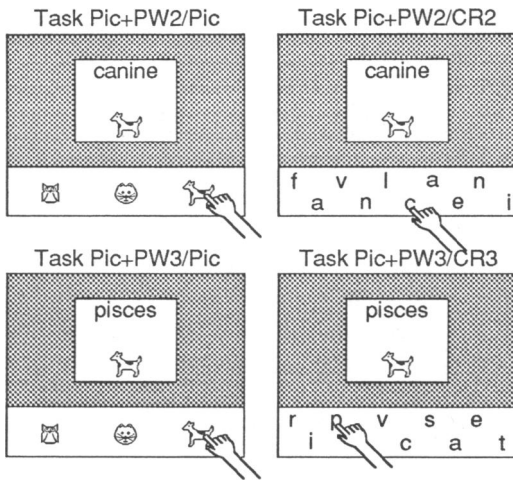 Task Pic+PW2/Pic
canine
Task Pic+PW2/CR2
canine
f v l a n
a n c e i
Task Pic+PW3/Pic
pisces
Task Pic+PW3/CR3
pisces
r p v s e
i c a t